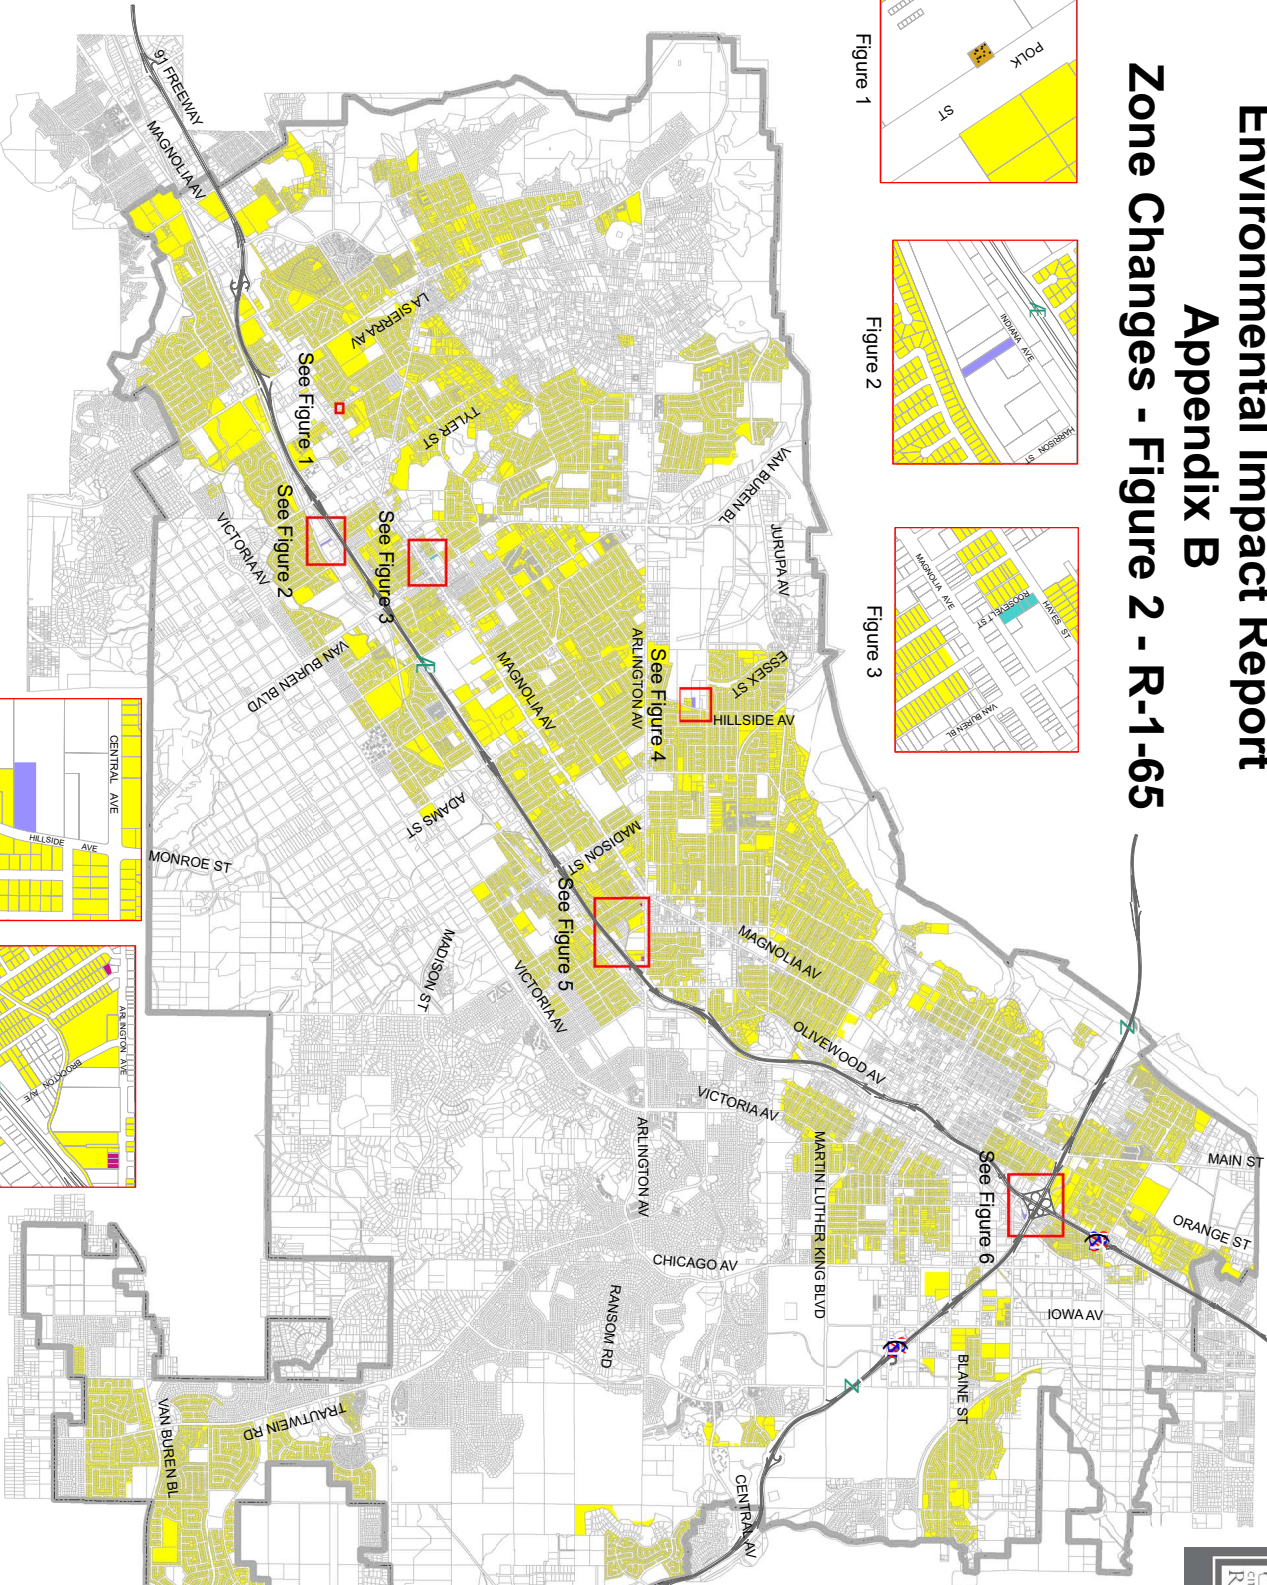 Environmental Impact Report
Appendix B
Zone Changes - Figure 2 - R-1-65
POLK
ST
Figure 1
INDIANA AVE
HARRISON ST
Figure 2
MAGNOLIA AVE
ROOSEVELT ST
HAYES ST
VAN BUREN BL
Figure 3
91 FREEWAY
MAGNOLIA AV
LA SIERRA AV
See Figure 1
TYLER ST
See Figure 2
VICTORIA AV
See Figure 3
VAN BUREN BL
JURUPA AV
VAN BUREN BLVD
MAGNOLIA AV
ARLINGTON AV
See Figure 4
ESSEX ST
HILLSIDE AV
ADAMS ST
MADISON ST
MONROE ST
See Figure 5
MADISON ST
VICTORIA AV
MAGNOLIA AV
OLIVEWOOD AV
VICTORIA AV
ARLINGTON AV
MARTIN LUTHER KING BLVD
See Figure 6
MAIN ST
ORANGE ST
CHICAGO AV
RANSOM RD
IOWA AV
BLAINE ST
TRAUTWEIN RD
VAN BUREN BL
CENTRAL AV
CENTRAL AVE
HILLSIDE AVE
ARLINGTON AVE
BROCKTON AVE